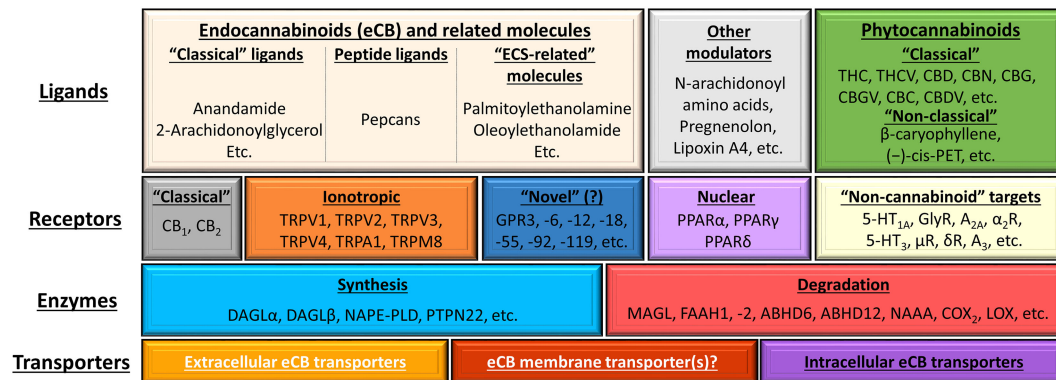 Endocannabinoids (eCB) and related molecules
“Classical” ligands
Anandamide
2-Arachidonoylglycerol
Etc.
Peptide ligands
Pepcans
“ECS-related”
molecules
Palmitoylethanolamine
Oleoylethanolamide
Etc.
Other
modulators
N-arachidonoyl
amino acids,
Pregnenolon,
Lipoxin A4, etc.
Phytocannabinoids
“Classical”
THC, THCV, CBD, CBN, CBG,
CBGV, CBC, CBDV, etc.
“Non-classical”
β-caryophyllene,
(−)-cis-PET, etc.
Ligands
Receptors
“Classical”
CB₁, CB₂
Ionotropic
TRPV1, TRPV2, TRPV3,
TRPV4, TRPA1, TRPM8
“Novel” (?)
GPR3, -6, -12, -18,
-55, -92, -119, etc.
Nuclear
PPARα, PPARγ
PPARδ
“Non-cannabinoid” targets
5-HT₁A, GlyR, A₂A, α₂R,
5-HT₃, μR, δR, A₃, etc.
Enzymes
Synthesis
DAGLα, DAGLβ, NAPE-PLD, PTPN22, etc.
Degradation
MAGL, FAAH1, -2, ABHD6, ABHD12, NAAA, COX₂, LOX, etc.
Transporters
Extracellular eCB transporters
eCB membrane transporter(s)?
Intracellular eCB transporters